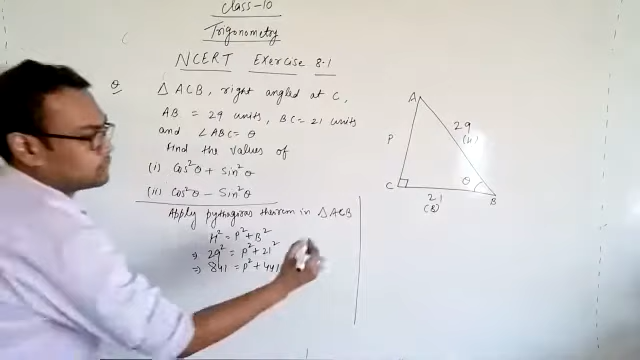 Class-10
Trigonometry
NCERT Exercise 8.1
Q △ACB, right angled at C,
AB = 29 units, BC = 21 units
and ∠ABC = θ
Find the values of
(i) Cos²θ + Sin²θ
(ii) Cos²θ - Sin²θ
Apply pythagoras theorem in △ACB
H² = P² + B²
⇒ 29² = P² + 21²
⇒ 841 = P² + 441
A
29
(H)
P
C
θ
B
21
(B)